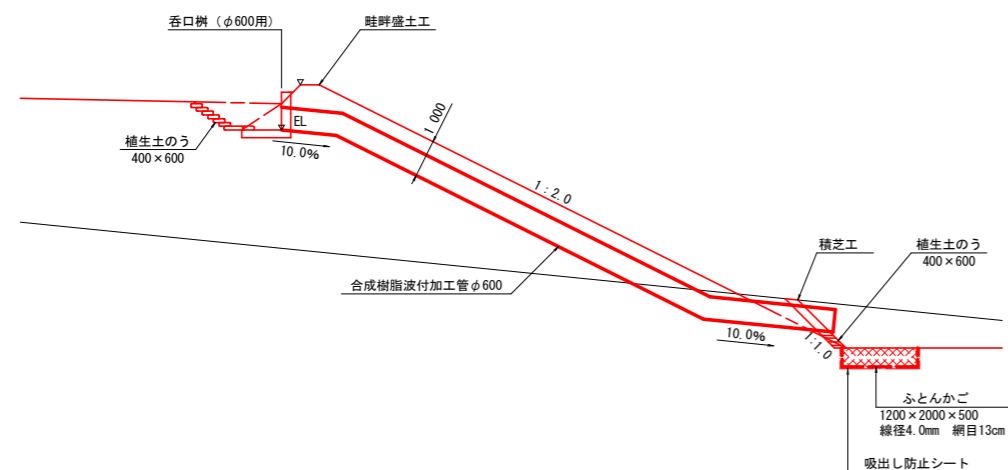 呑口桝（φ600用）
畦畔盛土工
EL
植生土のう
400×600
10.0%
1 000
1:2.0
合成樹脂波付加工管φ600
積芝工
植生土のう
400×600
10.0%
1:1.0
ふとんかご
1200×2000×500
線径4.0mm 網目13cm
吸出し防止シート